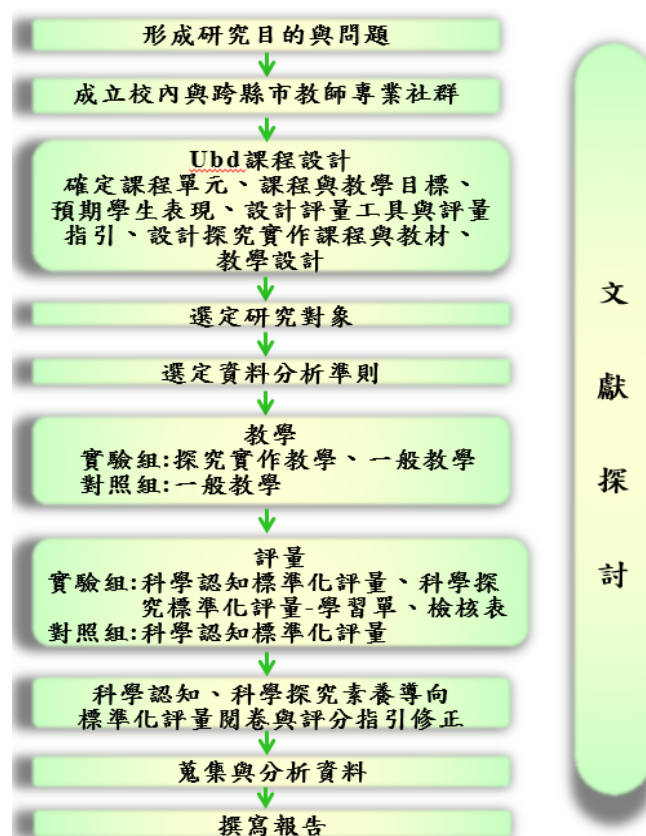 形成研究目的與問題
成立校內與跨縣市教師專業社群
Ubd課程設計
確定課程單元、課程與教學目標、
預期學生表現、設計評量工具與評量
指引、設計探究實作課程與教材、
教學設計
選定研究對象
選定資料分析準則
教學
實驗組:探究實作教學、一般教學
對照組:一般教學
評量
實驗組:科學認知標準化評量、科學探
究標準化評量-學習單、檢核表
對照組:科學認知標準化評量
科學認知、科學探究素養導向
標準化評量閱卷與評分指引修正
蒐集與分析資料
撰寫報告
文
獻
探
討